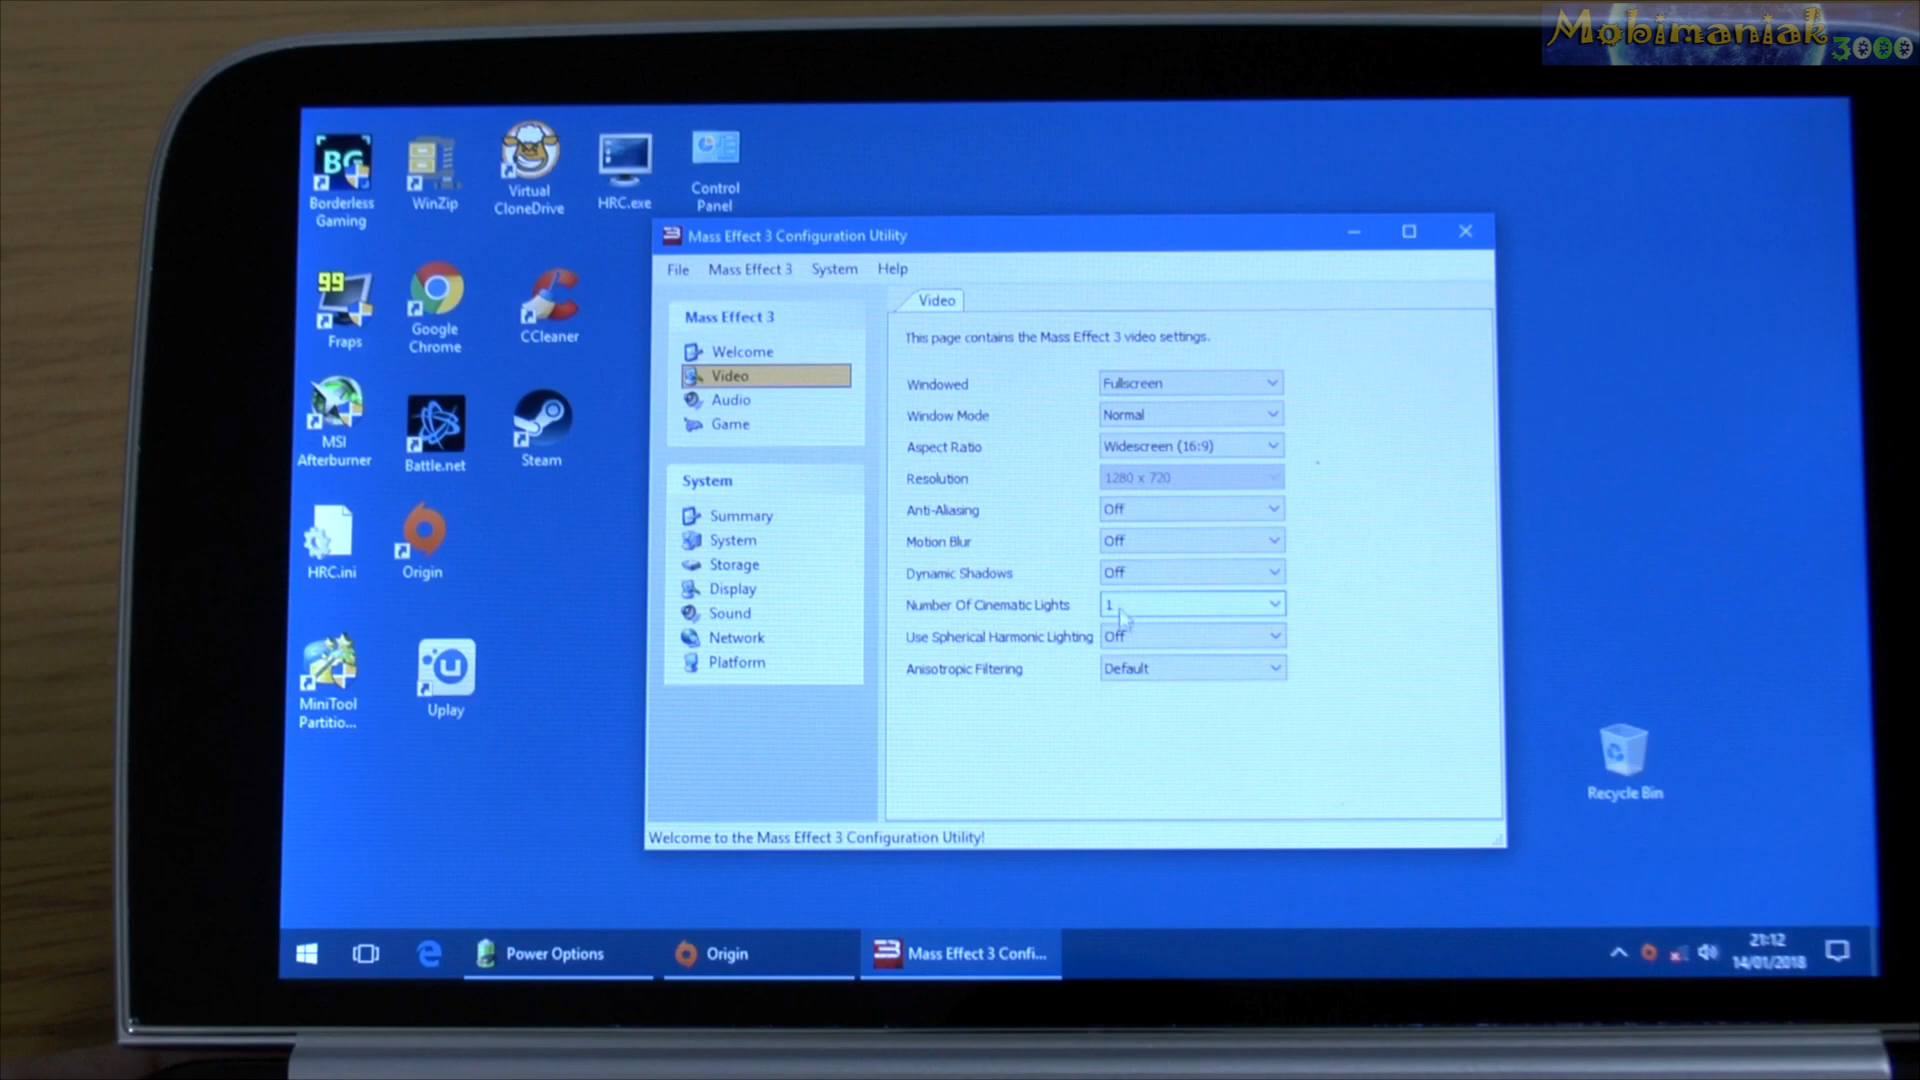 Mobimaniak
3000
BG
Borderless
Gaming
WinZip
Virtual
CloneDrive
HRC.exe
Control
Panel
99
Fraps
Google
Chrome
CCleaner
MSI
Afterburner
Battle.net
Steam
HRC.ini
Origin
MiniTool
Partitio...
Uplay
Recycle Bin
3 Mass Effect 3 Configuration Utility
File Mass Effect 3 System Help
Mass Effect 3
Welcome
Video
Audio
Game
System
Summary
System
Storage
Display
Sound
Network
Platform
Video
This page contains the Mass Effect 3 video settings.
Windowed Fullscreen
Window Mode Normal
Aspect Ratio Widescreen (16:9)
Resolution 1280 x 720
Anti-Aliasing Off
Motion Blur Off
Dynamic Shadows Off
Number Of Cinematic Lights 1
Use Spherical Harmonic Lighting Off
Anisotropic Filtering Default
Welcome to the Mass Effect 3 Configuration Utility!
Power Options
Origin
3 Mass Effect 3 Confi...
21:12
14/01/2018